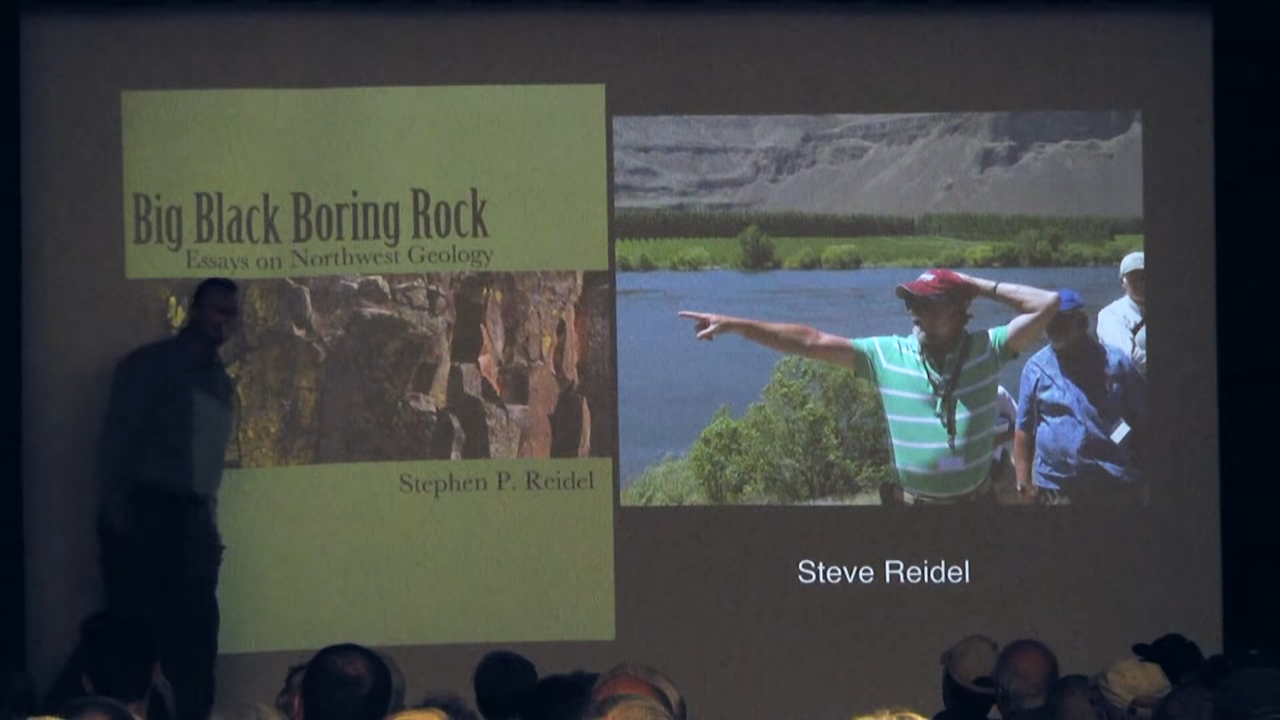 Big Black Boring Rock
Essays on Northwest Geology
Stephen P. Reidel
Steve Reidel